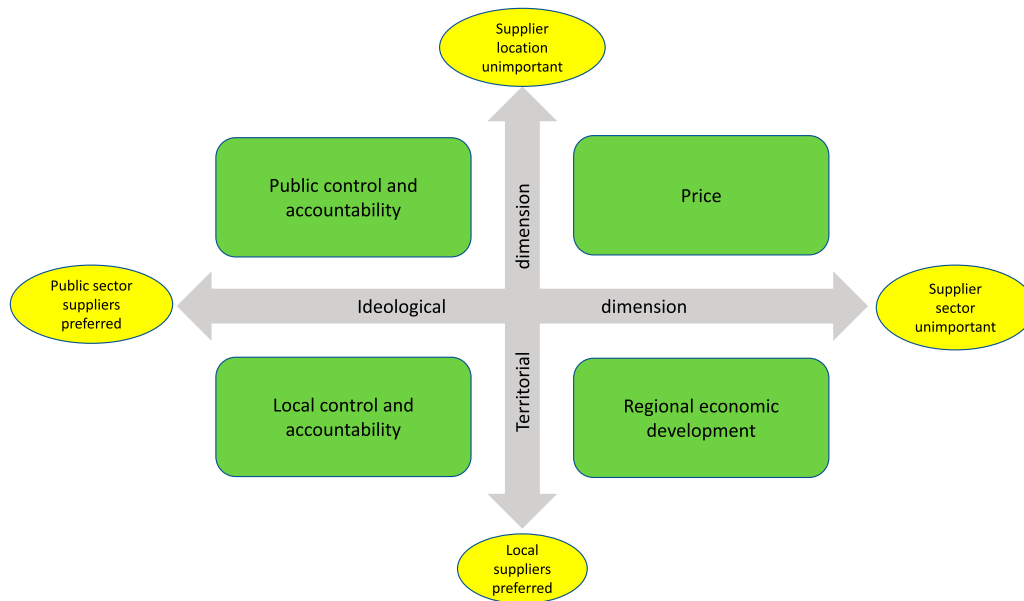 Supplier
location
unimportant
Public control and
accountability
Price
Territorial dimension
Public sector
suppliers
preferred
Ideological dimension
Supplier
sector
unimportant
Local control and
accountability
Regional economic
development
Local
suppliers
preferred